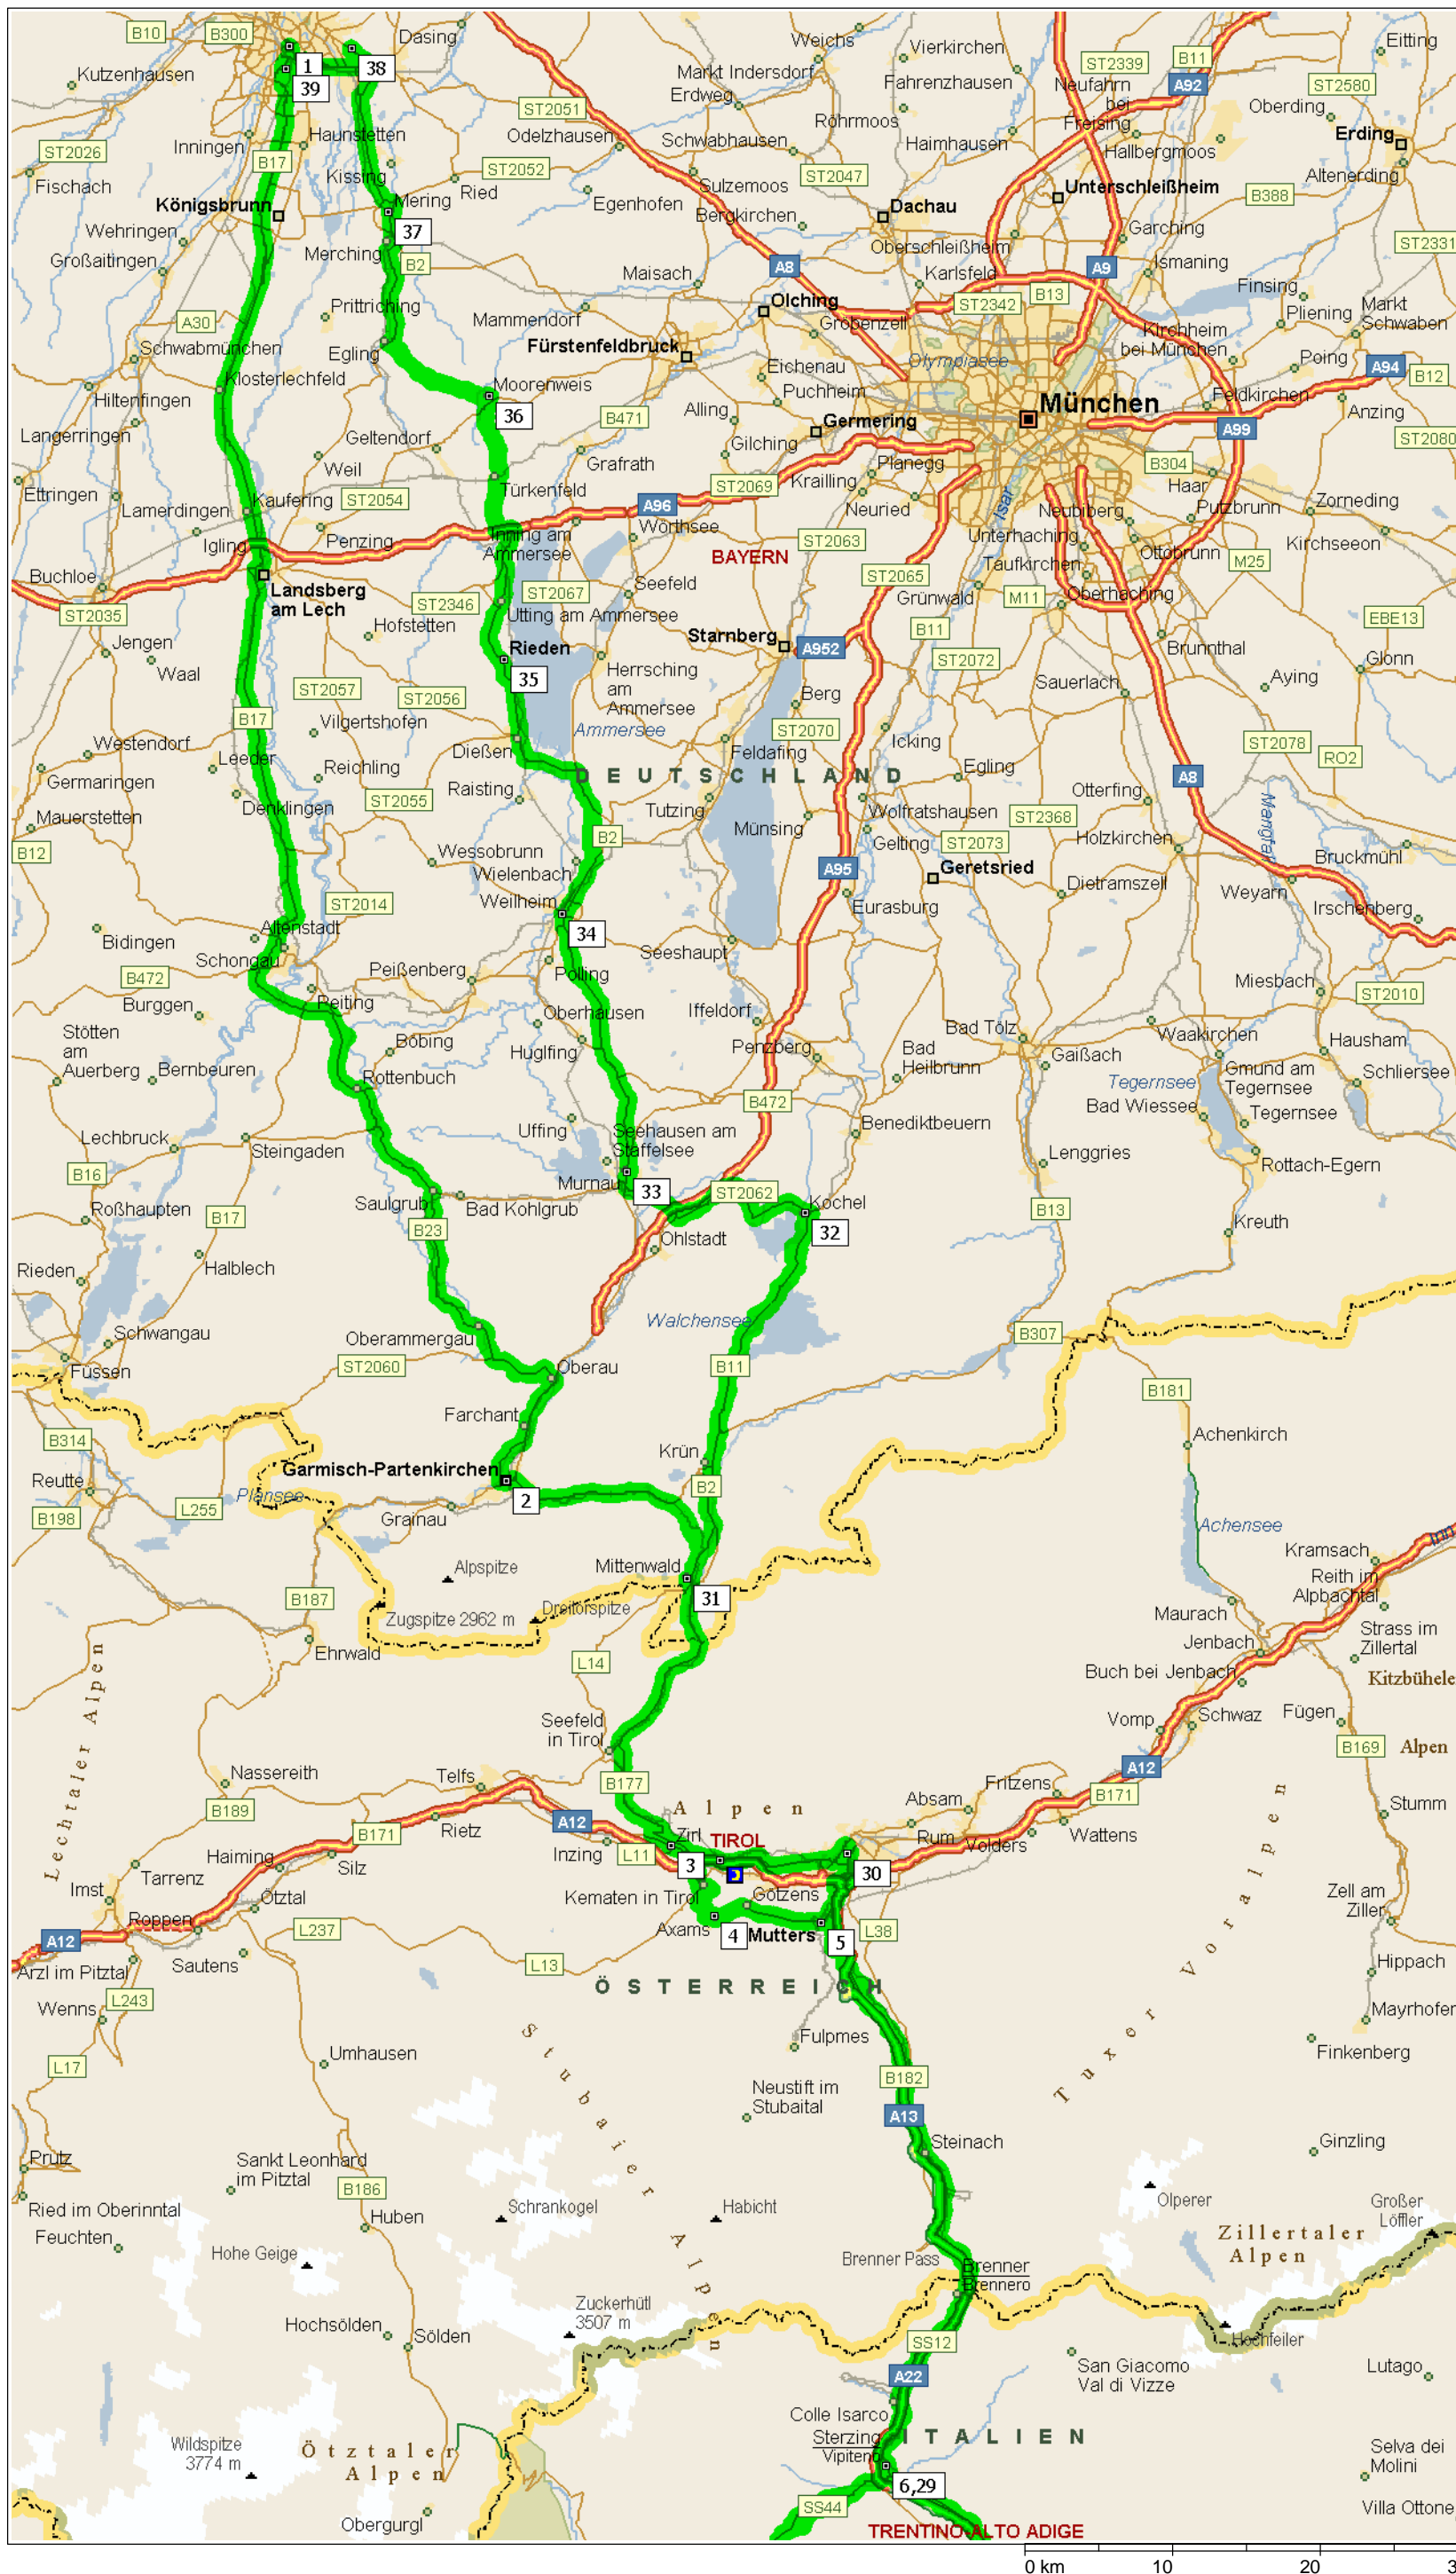 B10
B300
Dasing
Weichs
Vierkirchen
B11
Eitting
Kutzenhausen
1
38
39
Markt Indersdorf
Erdweg
Fahrenzhausen
ST2339
Neufahrn
bei
Freising
A92
ST2580
Oberding
ST2051
Odelzhausen
Röhrmoos
Schwabhausen
Haimhausen
Hallbergmoos
Erding
Haunstetten
Inningen
B17
ST2026
Fischach
Kissing
ST2052
Ried
Sulzemoos
ST2047
Altenerding
Unterschleißheim
B388
Königsbrunn
Mering
Egenhofen
Bergkirchen
Dachau
Wehringen
37
Merching
B2
Oberschleißheim
Garching
ST2331
Großaitingen
Maisach
A8
Karlsfeld
A9
Ismaning
Finsing
Prittriching
Mammendorf
Olching
ST2342
B13
Pliening
Markt
Schwaben
A30
Schwabmünchen
Egling
Fürstenfeldbruck
Gröbenzell
Kirchheim
bei München
Poing
Olympiasee
Eichenau
Klosterlechfeld
Moorenweis
Puchheim
A94
B12
Feldkirchen
Hiltenfingen
36
B471
Alling
München
Anzing
Langerringen
Geltendorf
Gilching
Germering
A99
ST2080
Weil
Grafrath
Planegg
B304
Ettringen
Türkenfeld
ST2069
Krailling
Haar
Lamerdingen
Kaufering
ST2054
A96
Neuried
Isar
Neubiberg
Putzbrunn
Zorneding
Igling
Penzing
Inning am
Ammersee
Wörthsee
BAYERN
ST2063
Unterhaching
Ottobrunn
Kirchseeon
Buchloe
Taufkirchen
M25
Landsberg
am Lech
ST2067
Seefeld
ST2065
Grünwald
M11
Oberhaching
ST2035
ST2346
Utting am Ammersee
EBE13
Jengen
Hofstetten
Rieden
Starnberg
A952
B11
Brunnthal
Waal
35
Herrsching
am
Ammersee
ST2072
Glonn
ST2057
ST2056
Sauerlach
Aying
B17
Vilgertshofen
Berg
ST2070
Icking
Westendorf
Dießen
Ammersee
Feldafing
ST2078
RO2
Germaringen
Leeder
Reichling
DEUTSCHLAND
Egling
A8
Denklingen
ST2055
Raisting
Tutzing
Otterfing
Mauerstetten
Münsing
Wolfratshausen
ST2368
Mangfall
B12
B2
Gelting
ST2073
Holzkirchen
Bruckmühl
Wessobrunn
Wielenbach
A95
Geretsried
Weyarn
ST2014
Weilheim
Dietramszell
Irschenberg
Eurasburg
Altenstadt
34
Bidingen
Schongau
Seeshaupt
B472
Peißenberg
Polling
Miesbach
Burggen
Peiting
ST2010
Stötten
am
Auerberg
Oberhausen
Iffeldorf
Bad Tölz
Waakirchen
Böbing
Huglfing
Penzberg
Bad
Heilbrunn
Gaißach
Hausham
Bernbeuren
Rottenbuch
Tegernsee
Gmund am
Tegernsee
Schliersee
B472
Bad Wiessee
Tegernsee
Lechbruck
Uffing
Seehausen am
Staffelsee
Benediktbeuern
Steingaden
Lenggries
Rottach-Egern
B16
Murnau
33
ST2062
Saulgrub
Bad Kohlgrub
Kochel
Roßhaupten
B17
B13
B23
32
Kreuth
Ohlstadt
Halblech
Rieden
Schwangau
Walchensee
Oberammergau
B307
Füssen
ST2060
Oberau
B11
B181
Farchant
B314
Krün
Achenkirch
Reutte
Garmisch-Partenkirchen
B2
Plansee
L255
2
B198
Grainau
Achensee
Kramsach
Alpspitze
Mittenwald
Reith im
Alpbachtal
B187
31
Zugspitze 2962 m
Dreitorspitze
Maurach
Ehrwald
L14
Jenbach
Strass im
Zillertal
Buch bei Jenbach
Kitzbühele
Lechtaler Alpen
Seefeld
in Tirol
Vomp
Schwaz
Fügen
B169
Alpen
Nassereith
Telfs
B177
A12
Fritzens
B189
Alpen
Absam
B171
Stumm
A12
B171
Rietz
Zirl
TIROL
Rum
Volders
Wattens
Haiming
Inzing
L11
3
30
Tarrenz
Silz
Imst
Ötztal
Kematen in Tirol
Götzens
Zell am
Ziller
Roppen
L237
Axams
4
Mutters
5
L38
A12
Arzl im Pitztal
Sautens
L13
Hippach
Wenns
L243
ÖSTERREICH
Tuxer Voralpen
Mayrhofer
Fulpmes
Finkenberg
L17
Umhausen
Stubaier Alpen
B182
Neustift im
Stubaital
A13
Prutz
Steinach
Ginzling
Sankt Leonhard
im Pitztal
B186
Ried im Oberinntal
Schrankogel
Habicht
Olperer
Großer
Löffler
Feuchten
Huben
Hohe Geige
Zillertaler
Alpen
Brenner Pass
Brenner
Brennero
Zuckerhütl
3507 m
Hochsölden
Sölden
SS12
Hochfeiler
A22
San Giacomo
Val di Vizze
Lutago
Colle Isarco
Wildspitze
3774 m
Ötztaler
Alpen
Sterzing
Vipiteno
ITALIEN
Selva dei
Molini
6,29
Obergurgl
SS44
Villa Ottone
TRENTINO-ALTO ADIGE
0 km 10 20 3